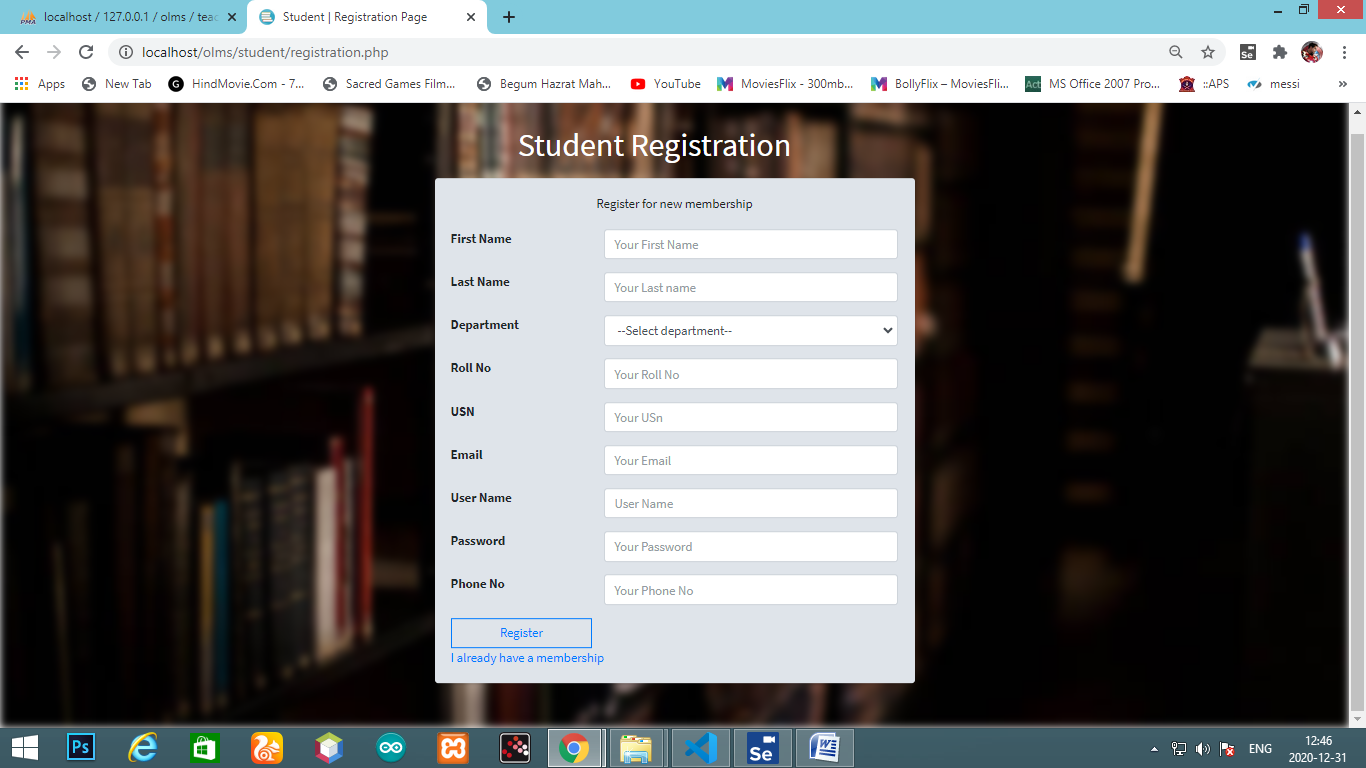 localhost / 127.0.0.1 / olms / teac
Student | Registration Page
localhost/olms/student/registration.php
Apps New Tab HindMovie.Com - 7... Sacred Games Film... Begum Hazrat Mah... YouTube MoviesFlix - 300mb... BollyFlix – MoviesFli... MS Office 2007 Pro... ::APS messi »
Student Registration
Register for new membership
First Name Your First Name
Last Name Your Last name
Department --Select department--
Roll No Your Roll No
USN Your USn
Email Your Email
User Name User Name
Password Your Password
Phone No Your Phone No
Register
I already have a membership
ENG 12:46
2020-12-31